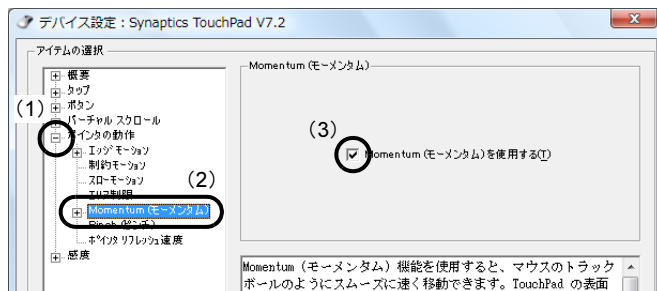 デバイス設定 : Synaptics TouchPad V7.2
アイテムの選択
概要
タップ
ボタン
(1)
バーチャル スクロール
ポインタの動作
エッジ モーション
制約モーション
スローモーション
(2)
エリア制限
Momentum (モーメンタム)
Pinch (ピンチ)
ポインタ リフレッシュ速度
感度
Momentum (モーメンタム)
(3)
Momentum (モーメンタム)を使用する(T)
Momentum (モーメンタム) 機能を使用すると、マウスのトラック
ボールのようにスムーズに速く移動できます。TouchPad の表面